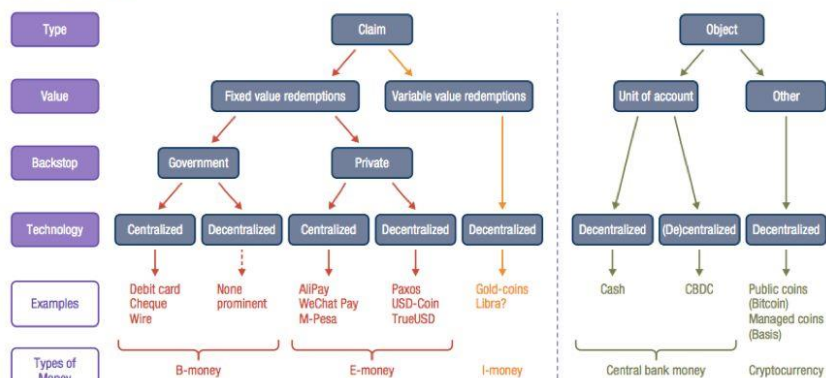 Type
Claim
Object
Value
Fixed value redemptions
Variable value redemptions
Unit of account
Other
Backstop
Government
Private
Technology
Centralized
Decentralized
Centralized
Decentralized
Decentralized
Decentralized
(De)centralized
Decentralized
Examples
Debit card
Cheque
Wire
None
prominent
AliPay
WeChat Pay
M-Pesa
Paxos
USD-Coin
TrueUSD
Gold-coins
Libra?
Cash
CBDC
Public coins
(Bitcoin)
Managed coins
(Basis)
Types of
Money
B-money
E-money
I-money
Central bank money
Cryptocurrency